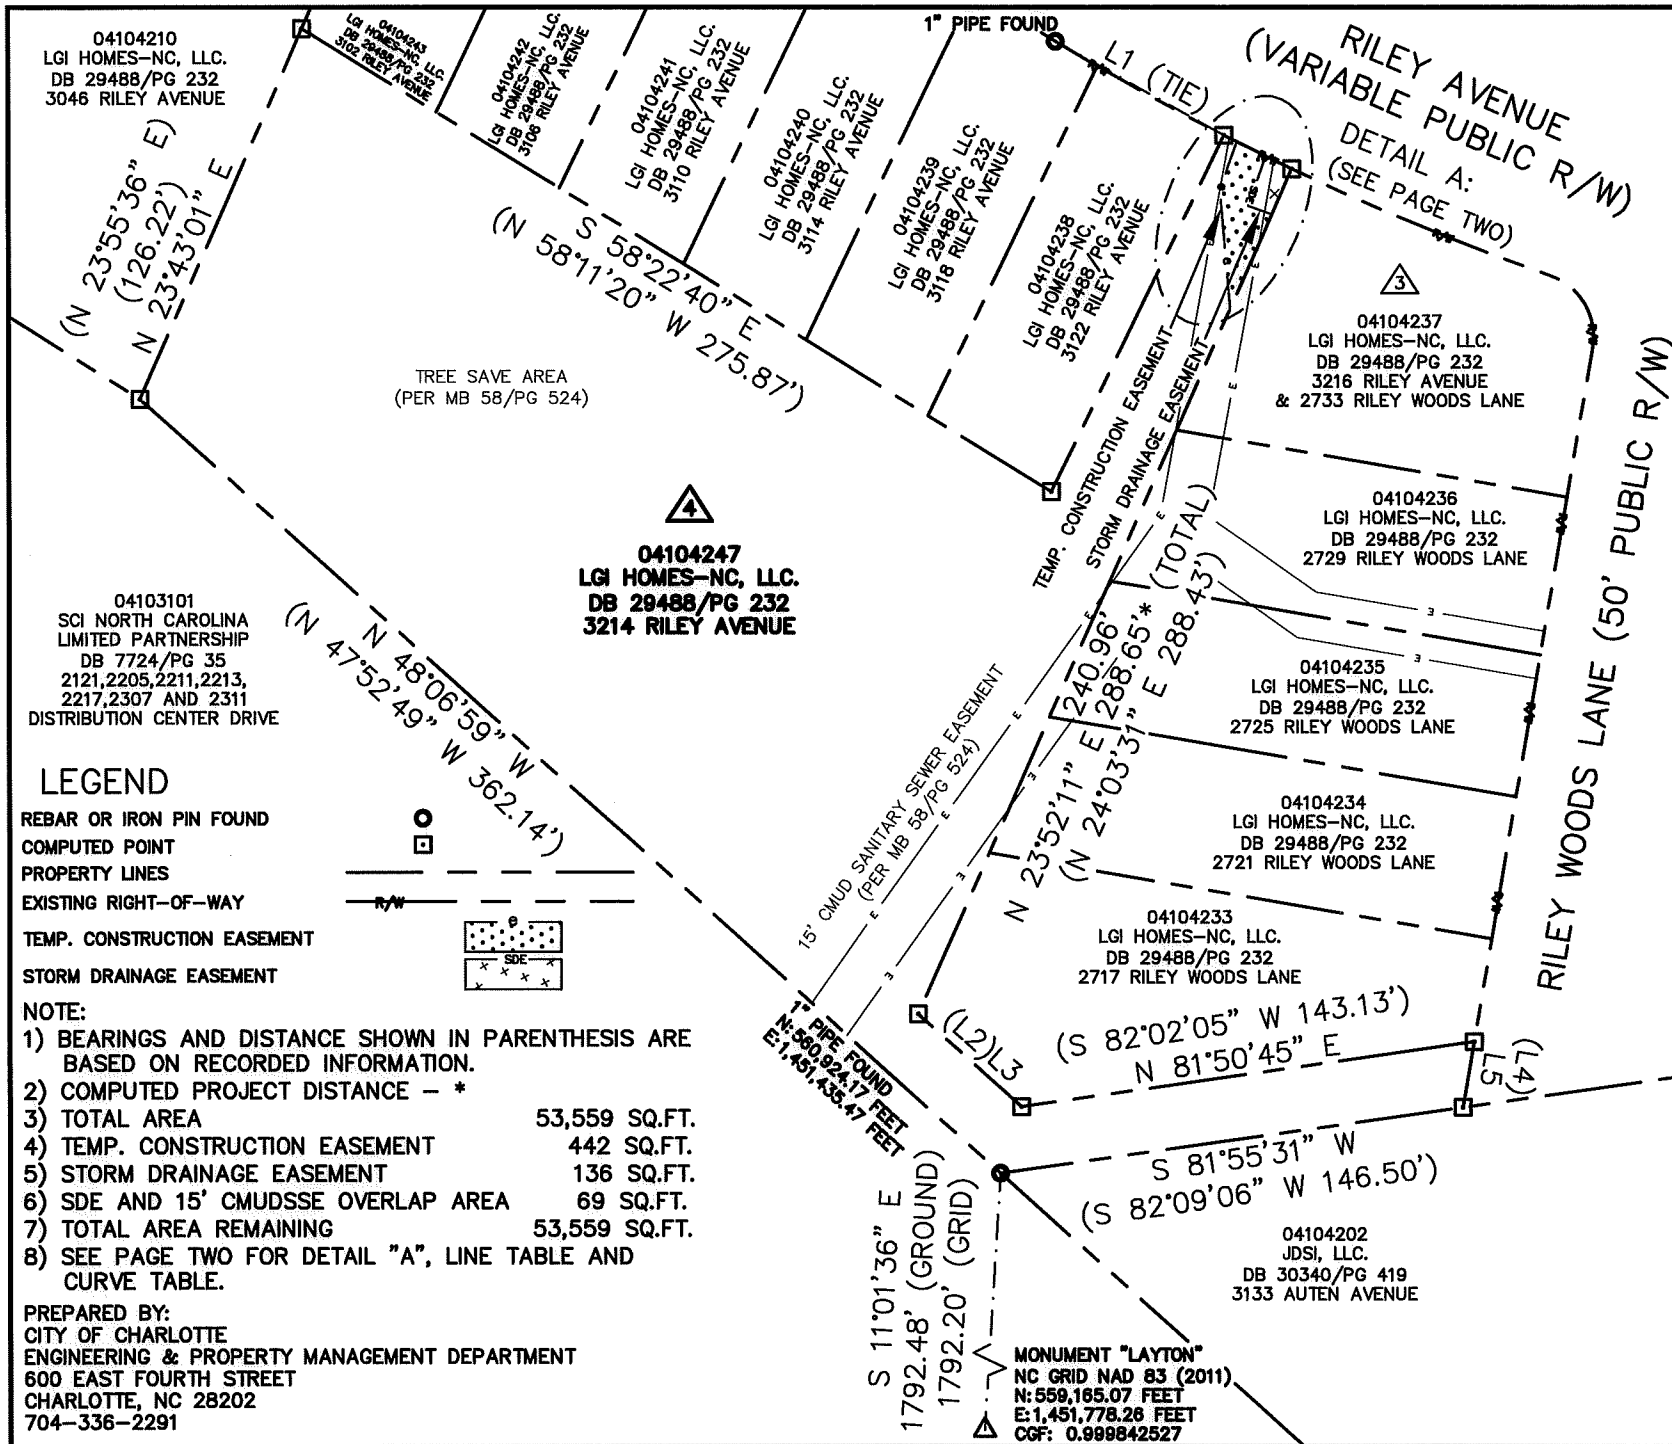 04104210
LGI HOMES-NC, LLC.
DB 29488/PG 232
3046 RILEY AVENUE
04104243
LGI HOMES-NC, LLC.
DB 29488/PG 232
3102 RILEY AVENUE
04104242
LGI HOMES-NC, LLC.
DB 29488/PG 232
3106 RILEY AVENUE
04104241
LGI HOMES-NC, LLC.
DB 29488/PG 232
3110 RILEY AVENUE
04104240
LGI HOMES-NC, LLC.
DB 29488/PG 232
3114 RILEY AVENUE
04104239
LGI HOMES-NC, LLC.
DB 29488/PG 232
3118 RILEY AVENUE
04104238
LGI HOMES-NC, LLC.
DB 29488/PG 232
3122 RILEY AVENUE
1" PIPE FOUND
L1 (TIE)
R/W
RILEY AVENUE
(VARIABLE PUBLIC R/W)
DETAIL A:
(SEE PAGE TWO)
R/W
R/W
SDE
(N 23°55'36" E)
(126.22')
N 23°43'01" E
S 58°22'40" E
(N 58°11'20" W 275.87')
TREE SAVE AREA
(PER MB 58/PG 524)
3
04104237
LGI HOMES-NC, LLC.
DB 29488/PG 232
3216 RILEY AVENUE
& 2733 RILEY WOODS LANE
R/W
TEMP. CONSTRUCTION EASEMENT
STORM DRAINAGE EASEMENT
04104236
LGI HOMES-NC, LLC.
DB 29488/PG 232
2729 RILEY WOODS LANE
R/W
RILEY WOODS LANE (50' PUBLIC R/W)
4
04104247
LGI HOMES-NC, LLC.
DB 29488/PG 232
3214 RILEY AVENUE
04103101
SCI NORTH CAROLINA
LIMITED PARTNERSHIP
DB 7724/PG 35
2121,2205,2211,2213,
2217,2307 AND 2311
DISTRIBUTION CENTER DRIVE
N 48°06'59" W
(N 47°52'49" W 362.14')
240.96'
N 23°52'11" E 288.65'* (TOTAL)
(N 24°03'31" E 288.43')
15' CMUD SANITARY SEWER EASEMENT
(PER MB 58/PG 524)
04104235
LGI HOMES-NC, LLC.
DB 29488/PG 232
2725 RILEY WOODS LANE
R/W
04104234
LGI HOMES-NC, LLC.
DB 29488/PG 232
2721 RILEY WOODS LANE
R/W
04104233
LGI HOMES-NC, LLC.
DB 29488/PG 232
2717 RILEY WOODS LANE
LEGEND
REBAR OR IRON PIN FOUND
COMPUTED POINT
PROPERTY LINES
EXISTING RIGHT-OF-WAY R/W
TEMP. CONSTRUCTION EASEMENT e
STORM DRAINAGE EASEMENT SDE
1" PIPE FOUND
N: 560,924.17 FEET
E: 1,451,435.47 FEET
(L2)L3
(S 82°02'05" W 143.13')
N 81°50'45" E
(L4)
L5
S 81°55'31" W
(S 82°09'06" W 146.50')
NOTE:
1) BEARINGS AND DISTANCE SHOWN IN PARENTHESIS ARE
BASED ON RECORDED INFORMATION.
2) COMPUTED PROJECT DISTANCE - *
3) TOTAL AREA 53,559 SQ.FT.
4) TEMP. CONSTRUCTION EASEMENT 442 SQ.FT.
5) STORM DRAINAGE EASEMENT 136 SQ.FT.
6) SDE AND 15' CMUDSSE OVERLAP AREA 69 SQ.FT.
7) TOTAL AREA REMAINING 53,559 SQ.FT.
8) SEE PAGE TWO FOR DETAIL "A", LINE TABLE AND
CURVE TABLE.
04104202
JDSI, LLC.
DB 30340/PG 419
3133 AUTEN AVENUE
S 11°01'36" E
1792.48' (GROUND)
1792.20' (GRID)
PREPARED BY:
CITY OF CHARLOTTE
ENGINEERING & PROPERTY MANAGEMENT DEPARTMENT
600 EAST FOURTH STREET
CHARLOTTE, NC 28202
704-336-2291
MONUMENT "LAYTON"
NC GRID NAD 83 (2011)
N: 559,165.07 FEET
E: 1,451,778.26 FEET
CGF: 0.999842527